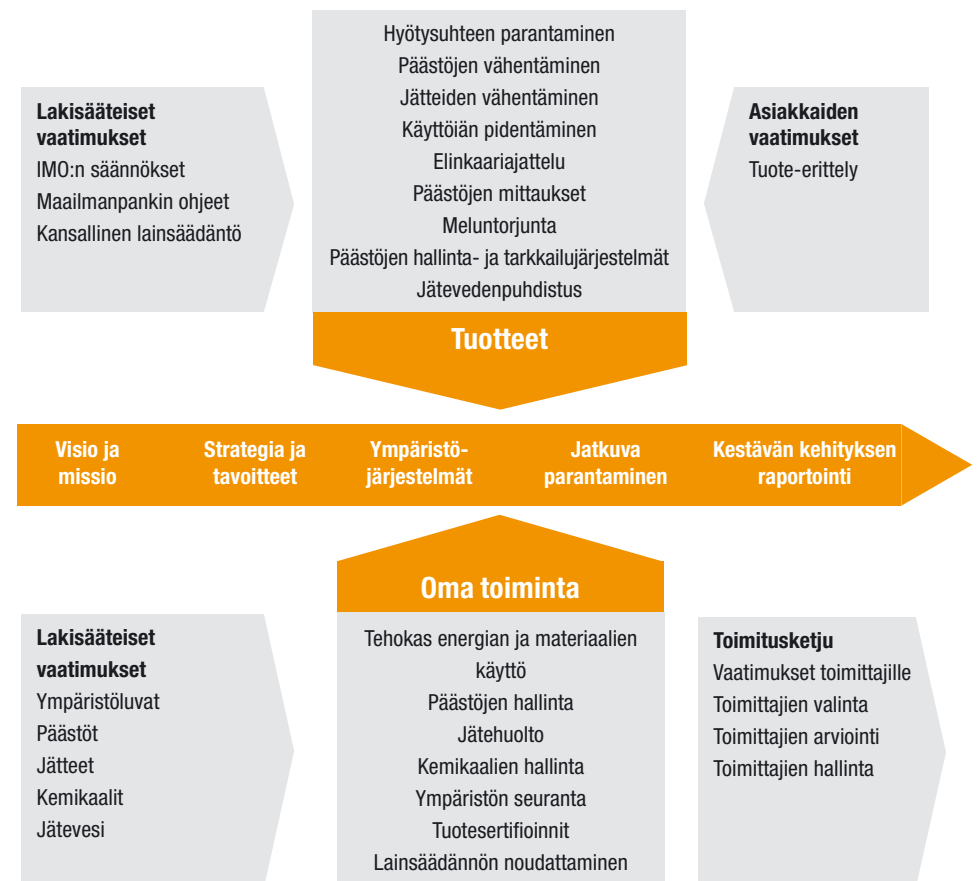 Lakisääteiset
vaatimukset
IMO:n säännökset
Maailmanpankin ohjeet
Kansallinen lainsäädäntö
Hyötysuhteen parantaminen
Päästöjen vähentäminen
Jätteiden vähentäminen
Käyttöiän pidentäminen
Elinkaariajattelu
Päästöjen mittaukset
Meluntorjunta
Päästöjen hallinta- ja tarkkailujärjestelmät
Jätevedenpuhdistus
Tuotteet
Asiakkaiden
vaatimukset
Tuote-erittely
Visio ja
missio
Strategia ja
tavoitteet
Ympäristö-
järjestelmät
Jatkuva
parantaminen
Kestävän kehityksen
raportointi
Lakisääteiset
vaatimukset
Ympäristöluvat
Päästöt
Jätteet
Kemikaalit
Jätevesi
Oma toiminta
Tehokas energian ja materiaalien
käyttö
Päästöjen hallinta
Jätehuolto
Kemikaalien hallinta
Ympäristön seuranta
Tuotesertifioinnit
Lainsäädännön noudattaminen
Toimitusketju
Vaatimukset toimittajille
Toimittajien valinta
Toimittajien arviointi
Toimittajien hallinta